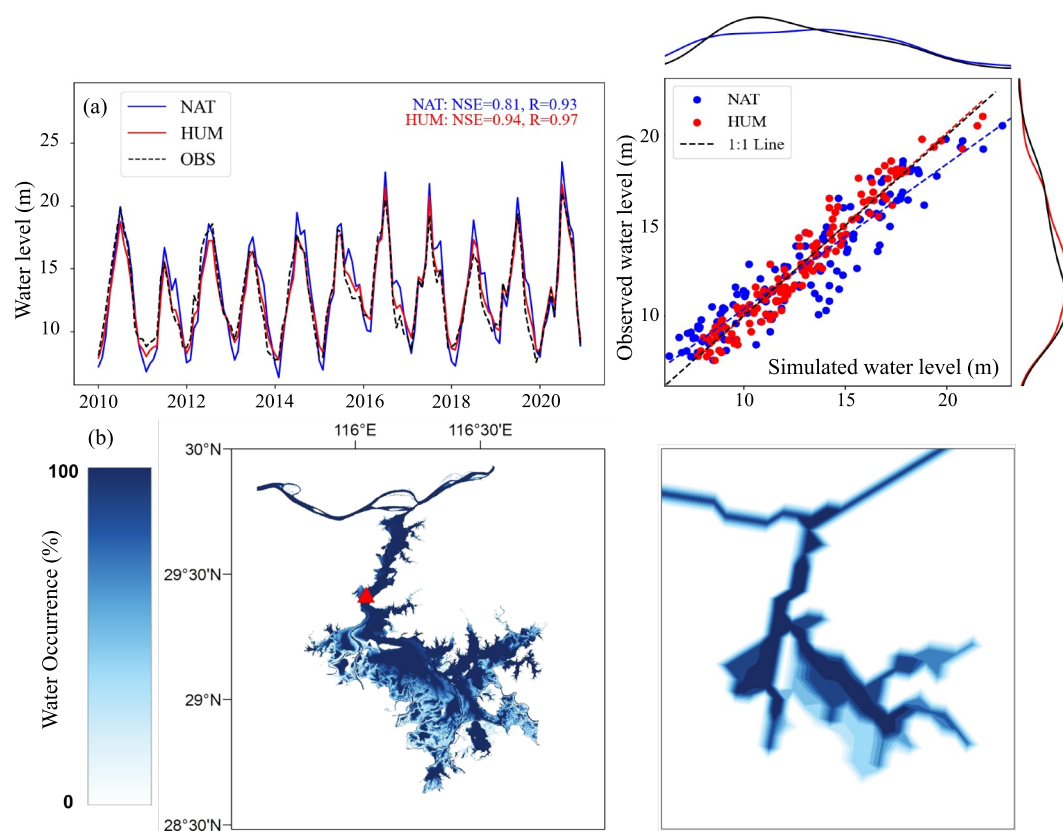 (a)
NAT
HUM
OBS
NAT: NSE=0.81, R=0.93
HUM: NSE=0.94, R=0.97
Water level (m)
25
20
15
10
2010 2012 2014 2016 2018 2020
NAT
HUM
1:1 Line
Observed water level (m)
20
15
10
Simulated water level (m)
10 15 20
(b)
100
0
Water Occurrence (%)
116°E 116°30'E
30°N
29°30'N
29°N
28°30'N